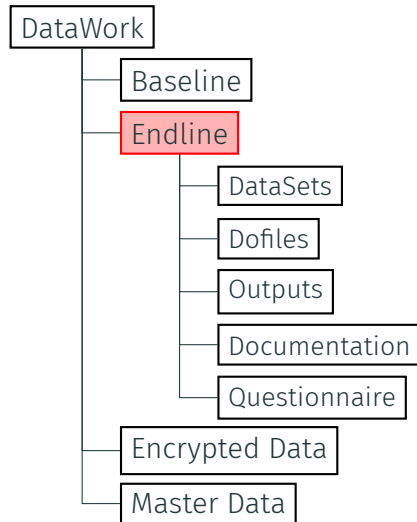 DataWork
Baseline
Endline
DataSets
Dofiles
Outputs
Documentation
Questionnaire
Encrypted Data
Master Data